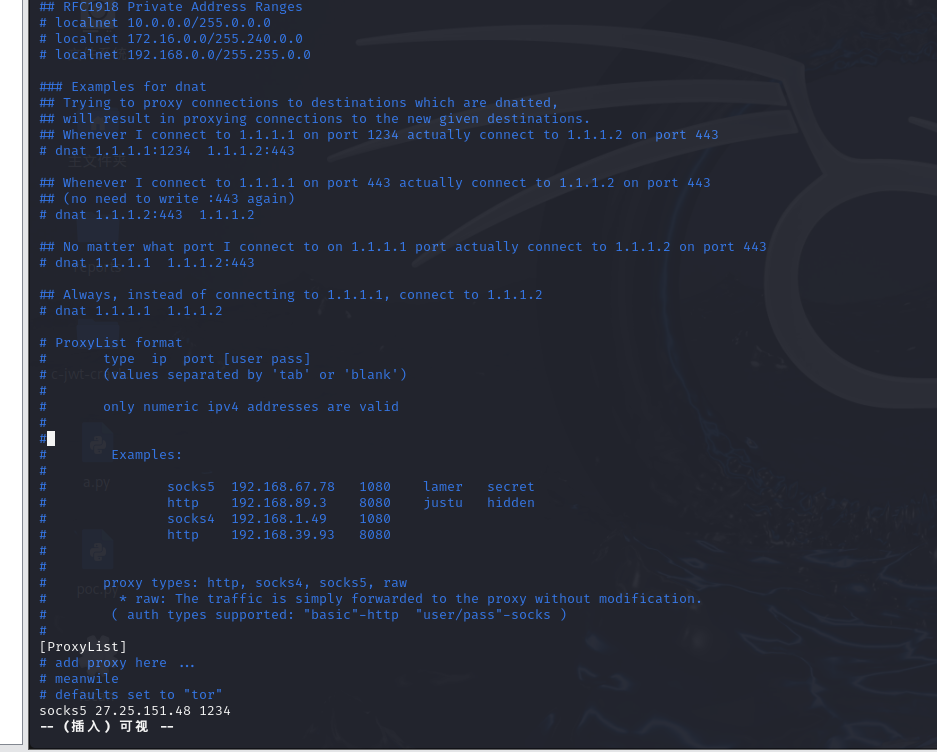 ## RFC1918 Private Address Ranges
# localnet 10.0.0.0/255.0.0.0
# localnet 172.16.0.0/255.240.0.0
# localnet 192.168.0.0/255.255.0.0
### Examples for dnat
## Trying to proxy connections to destinations which are dnatted,
## will result in proxying connections to the new given destinations.
## Whenever I connect to 1.1.1.1 on port 1234 actually connect to 1.1.1.2 on port 443
# dnat 1.1.1.1:1234  1.1.1.2:443
主文件夹
## Whenever I connect to 1.1.1.1 on port 443 actually connect to 1.1.1.2 on port 443
## (no need to write :443 again)
# dnat 1.1.1.2:443  1.1.1.2
## No matter what port I connect to on 1.1.1.1 port actually connect to 1.1.1.2 on port 443
# dnat 1.1.1.1  1.1.1.2:443
## Always, instead of connecting to 1.1.1.1, connect to 1.1.1.2
# dnat 1.1.1.1  1.1.1.2
# ProxyList format
#       type  ip  port [user pass]
#       (values separated by 'tab' or 'blank')
#
#       only numeric ipv4 addresses are valid
#
#
#        Examples:
#
#               socks5  192.168.67.78   1080    lamer   secret
a.py
#               http    192.168.89.3    8080    justu   hidden
#               socks4  192.168.1.49    1080
#               http    192.168.39.93   8080
#
#
#       proxy types: http, socks4, socks5, raw
poc.py
#         * raw: The traffic is simply forwarded to the proxy without modification.
#        ( auth types supported: "basic"-http  "user/pass"-socks )
#
[ProxyList]
# add proxy here ...
# meanwile
# defaults set to "tor"
socks5 27.25.151.48 1234
-- (插入) 可视 --